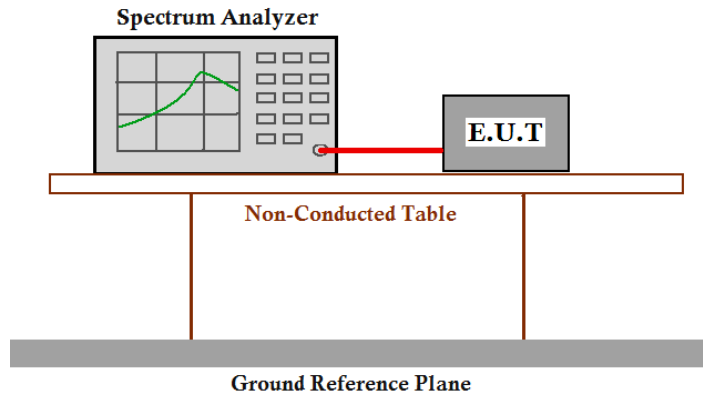 Spectrum Analyzer
E.U.T
Non-Conducted Table
Ground Reference Plane